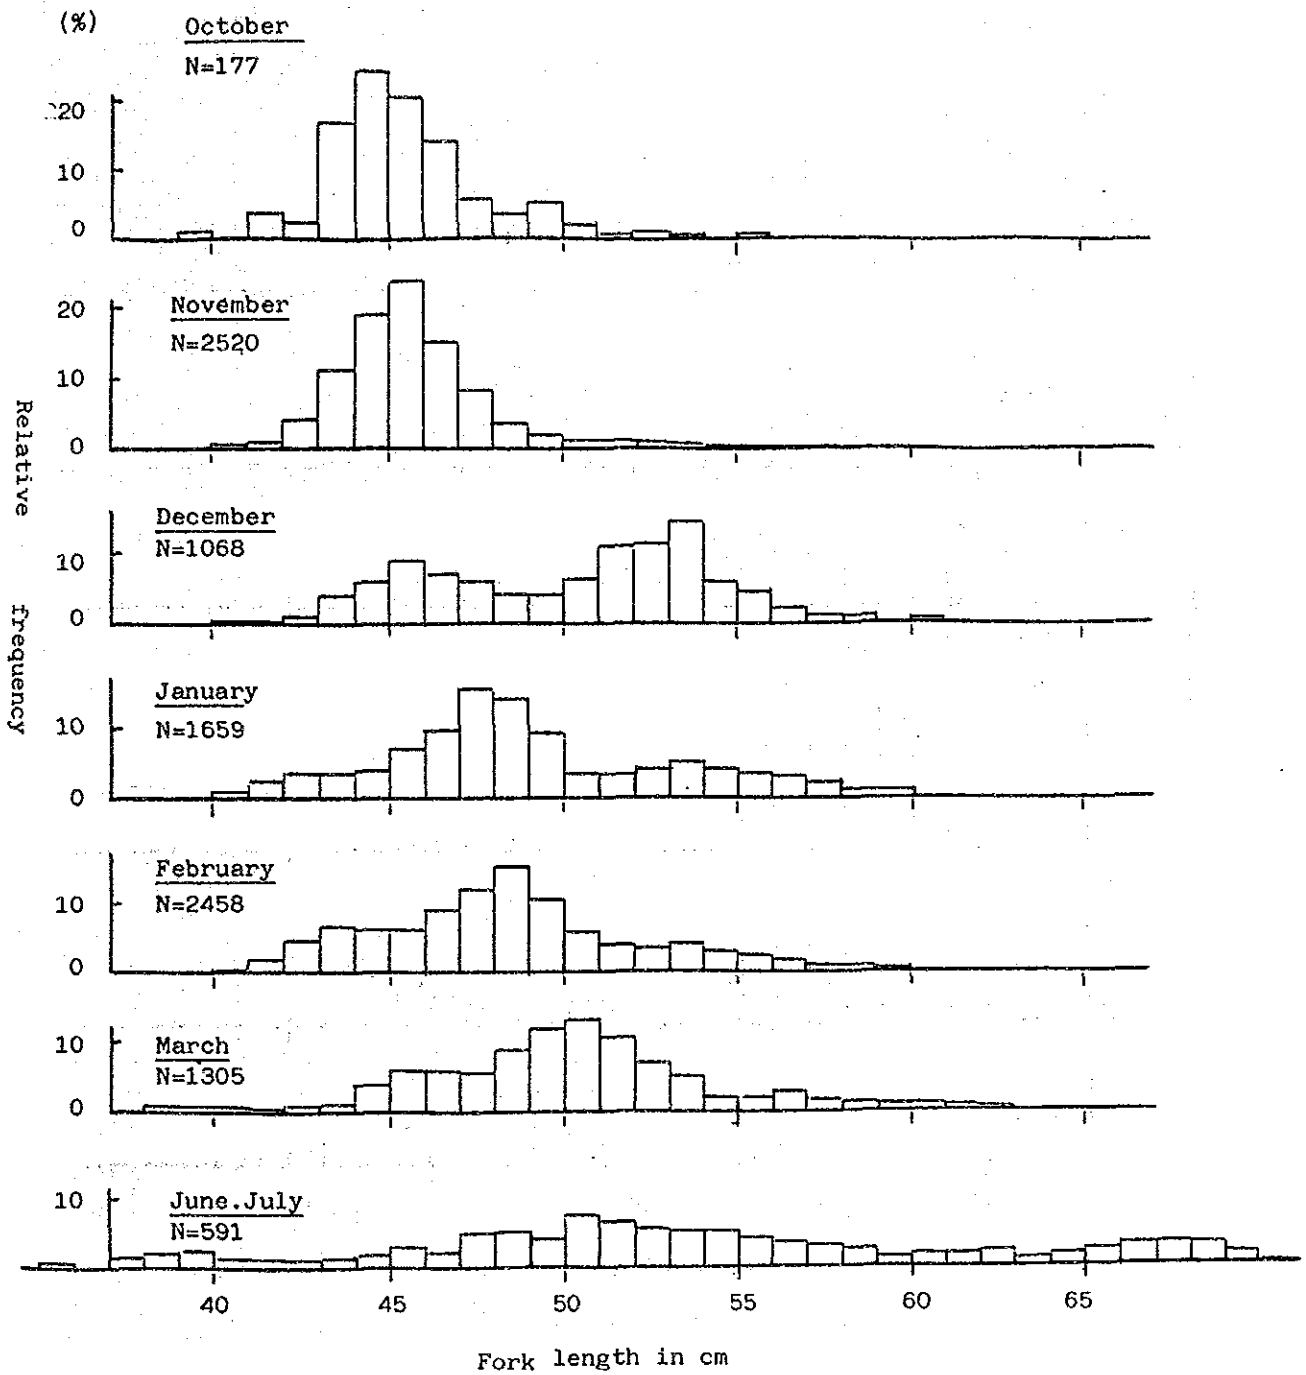 (%)
October
N=177
20
10
0
November
N=2520
20
10
0
December
N=1068
10
0
January
N=1659
10
0
February
N=2458
10
0
March
N=1305
10
0
June.July
N=591
10
40 45 50 55 60 65
Fork length in cm
Relative frequency